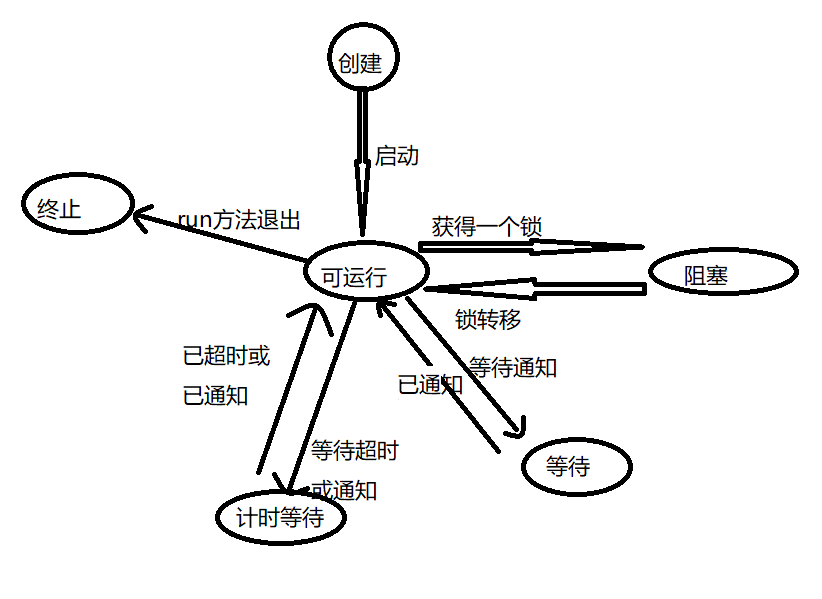 创建
启动
终止
run方法退出
获得一个锁
可运行
阻塞
锁转移
已超时或
已通知
等待通知
已通知
等待超时
或通知
等待
计时等待